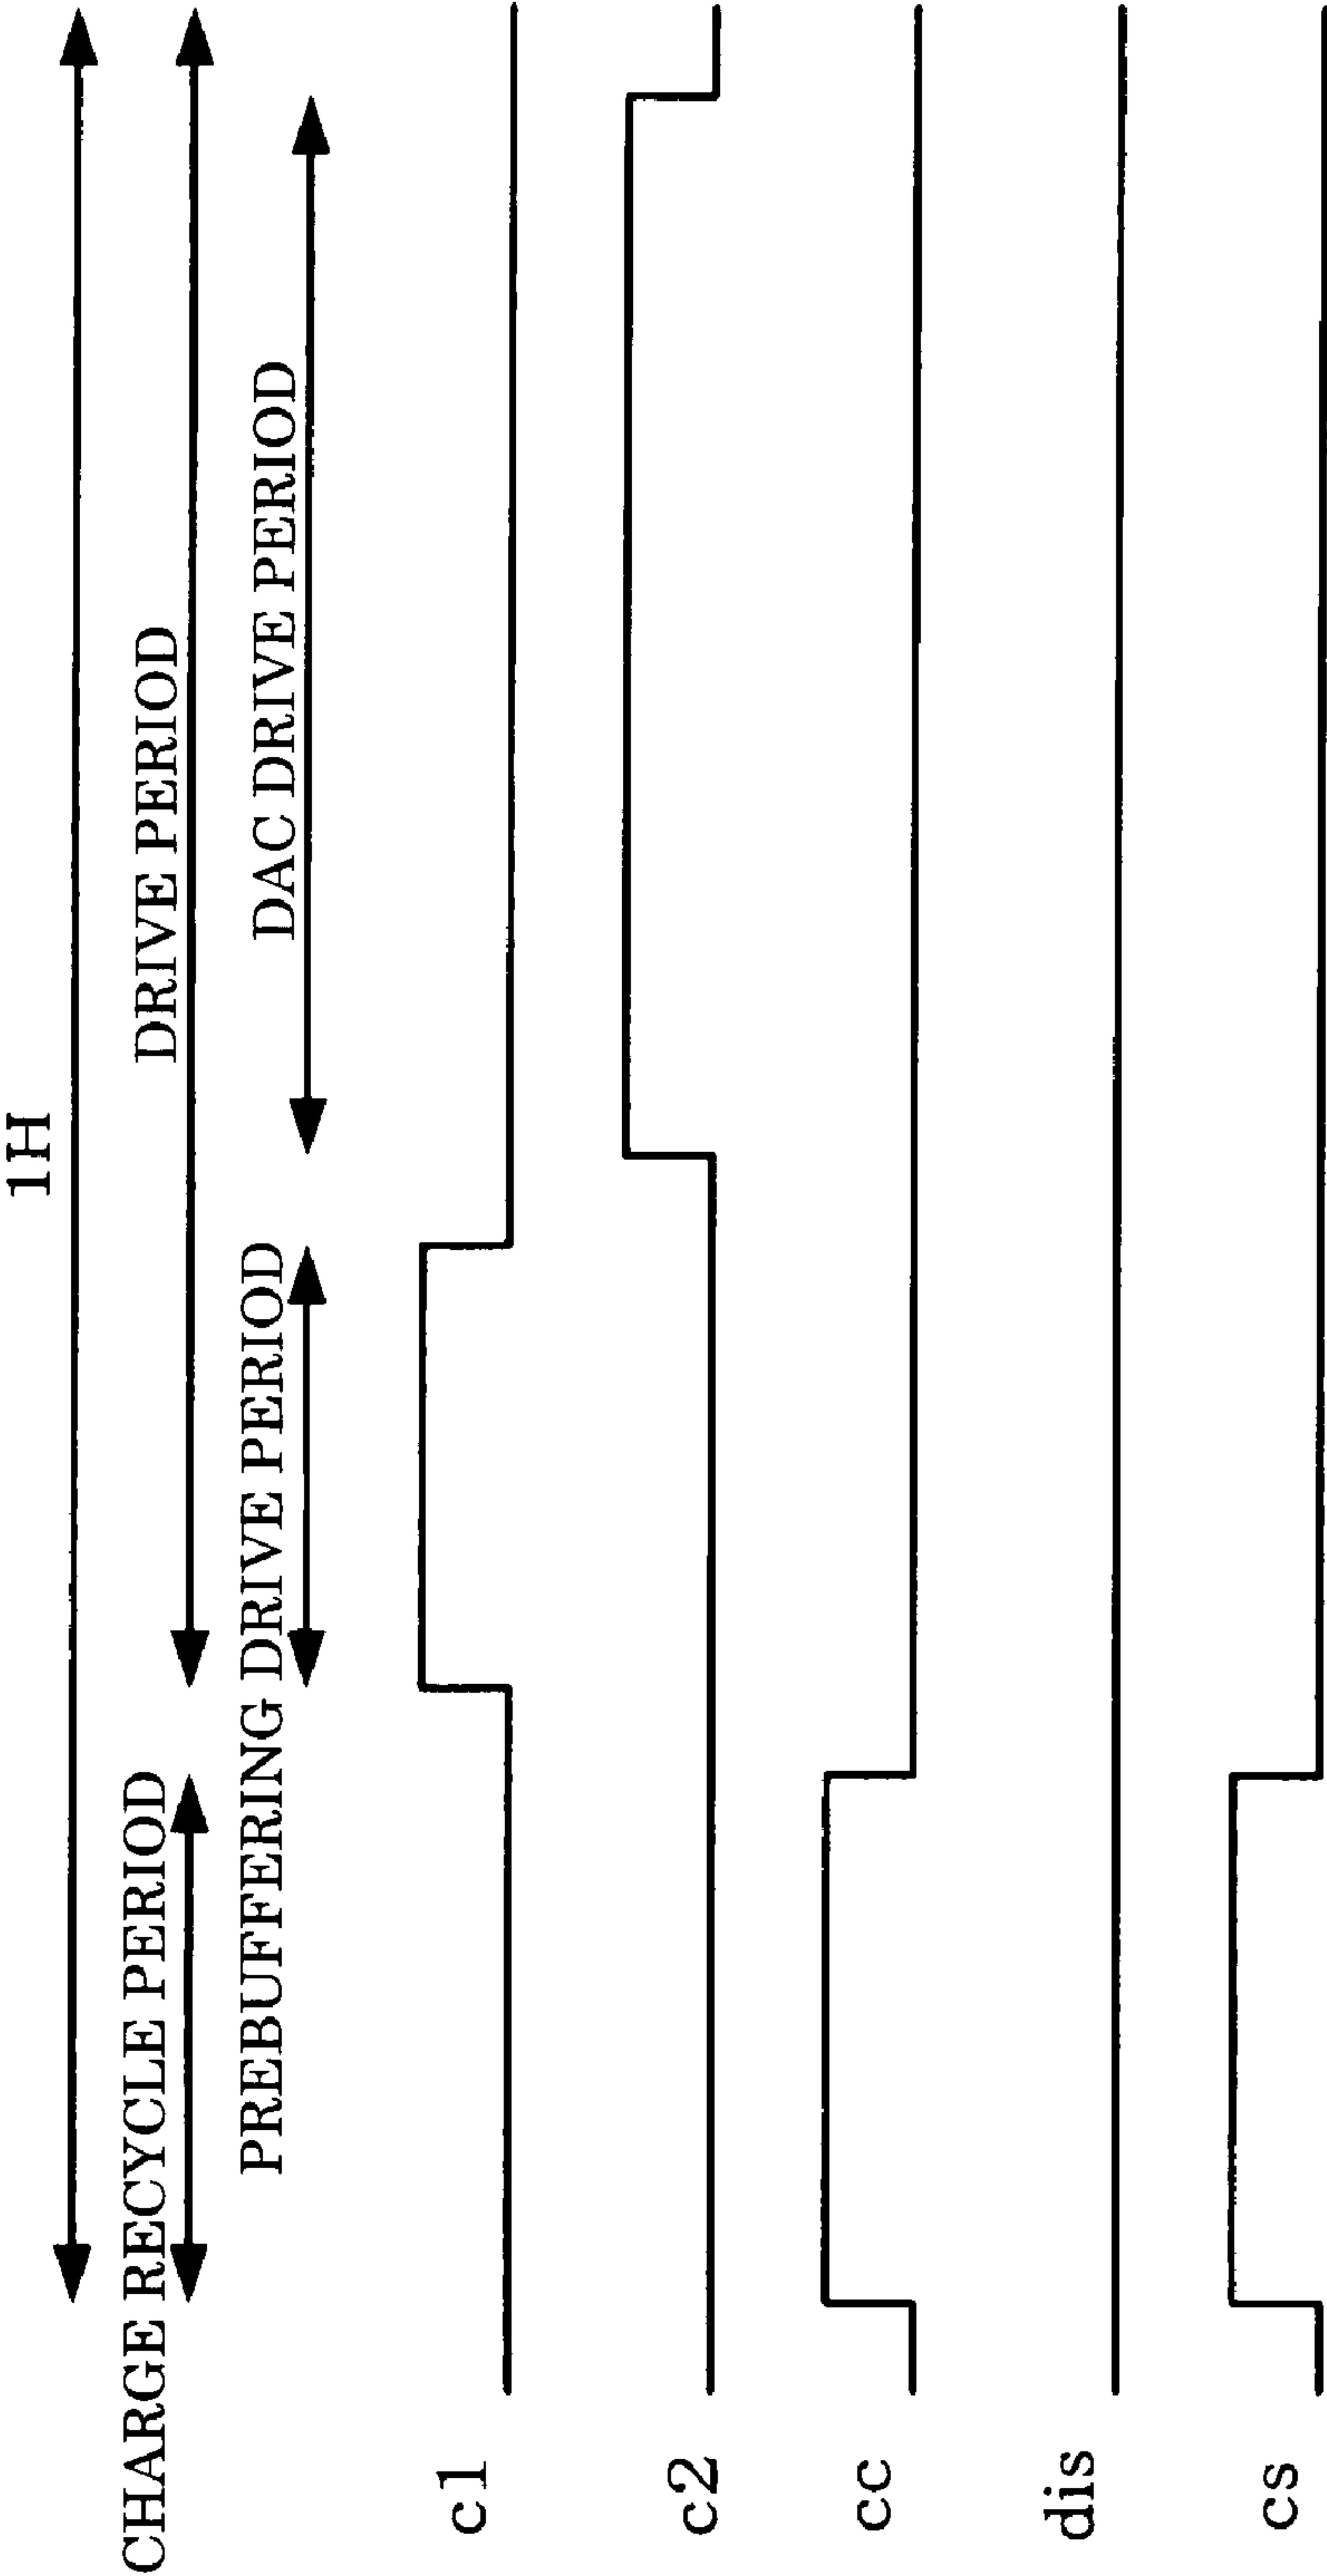 1H
CHARGE RECYCLE PERIOD
DRIVE PERIOD
PREBUFFERING DRIVE PERIOD
DAC DRIVE PERIOD
c1
c2
cc
dis
cs